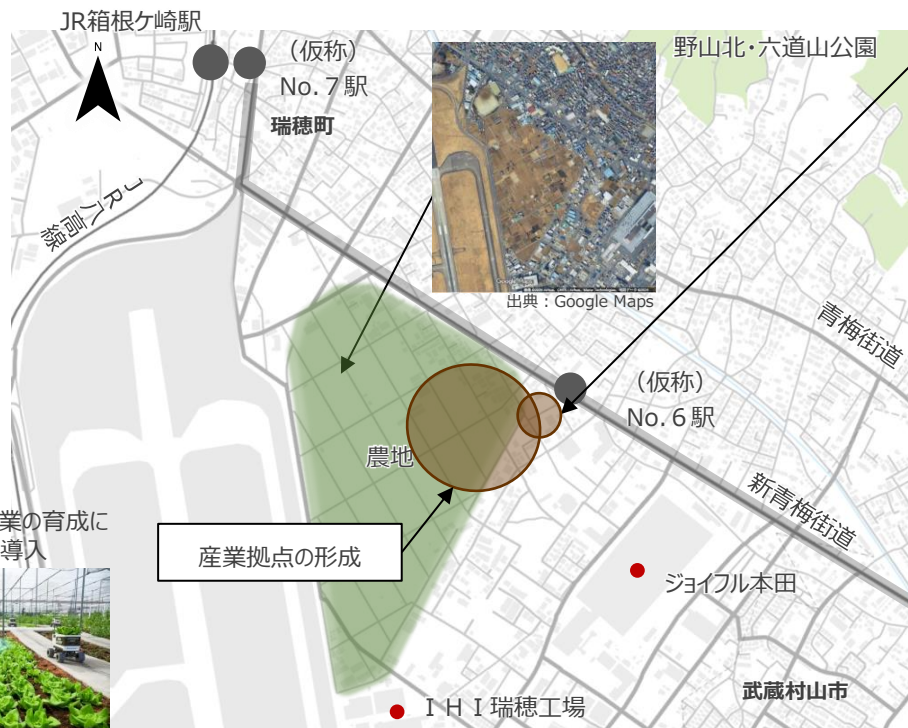 JR箱根ケ崎駅
N
（仮称）
No.７駅
瑞穂町
野山北・六道山公園
JR八高線
出典：Google Maps
青梅街道
（仮称）
No.６駅
農地
新青梅街道
業の育成に
導入
産業拠点の形成
ジョイフル本田
武蔵村山市
ＩＨＩ瑞穂工場